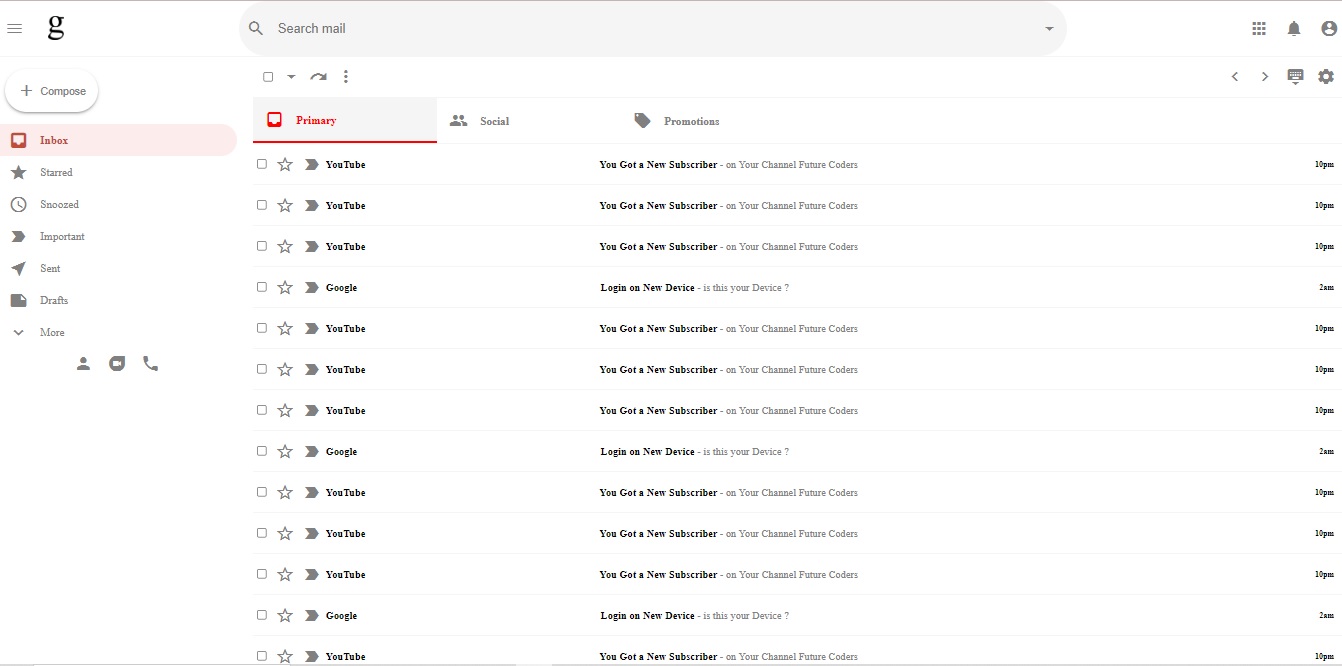 g
Search mail
Compose
Inbox
Starred
Snoozed
Important
Sent
Drafts
More
Primary Social Promotions
YouTube You Got a New Subscriber - on Your Channel Future Coders 10pm
YouTube You Got a New Subscriber - on Your Channel Future Coders 10pm
YouTube You Got a New Subscriber - on Your Channel Future Coders 10pm
Google Login on New Device - is this your Device ? 2am
YouTube You Got a New Subscriber - on Your Channel Future Coders 10pm
YouTube You Got a New Subscriber - on Your Channel Future Coders 10pm
YouTube You Got a New Subscriber - on Your Channel Future Coders 10pm
Google Login on New Device - is this your Device ? 2am
YouTube You Got a New Subscriber - on Your Channel Future Coders 10pm
YouTube You Got a New Subscriber - on Your Channel Future Coders 10pm
YouTube You Got a New Subscriber - on Your Channel Future Coders 10pm
Google Login on New Device - is this your Device ? 2am
YouTube You Got a New Subscriber - on Your Channel Future Coders 10pm